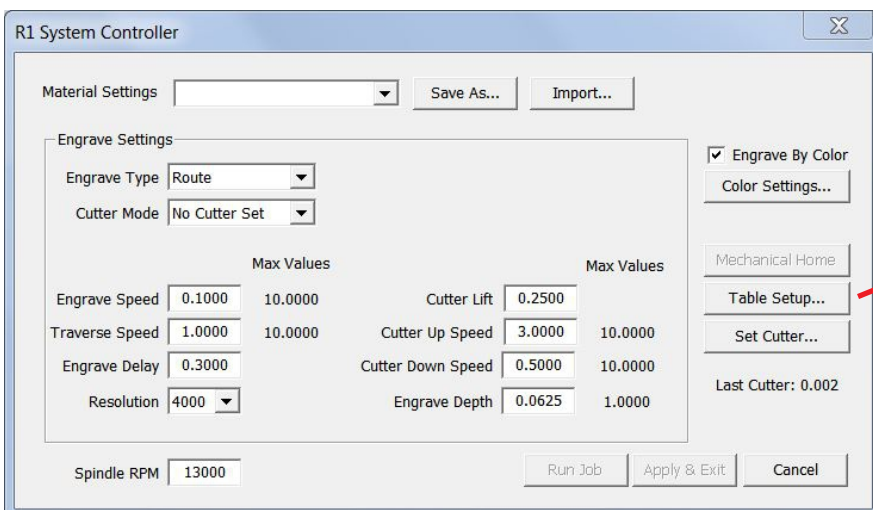 R1 System Controller
Material Settings Save As... Import...
Engrave Settings
Engrave By Color
Engrave Type Route Color Settings...
Cutter Mode No Cutter Set
Max Values Max Values Mechanical Home
Engrave Speed 0.1000 10.0000 Cutter Lift 0.2500 Table Setup...
Traverse Speed 1.0000 10.0000 Cutter Up Speed 3.0000 10.0000 Set Cutter...
Engrave Delay 0.3000 Cutter Down Speed 0.5000 10.0000
Last Cutter: 0.002
Resolution 4000 Engrave Depth 0.0625 1.0000
Spindle RPM 13000 Run Job Apply & Exit Cancel